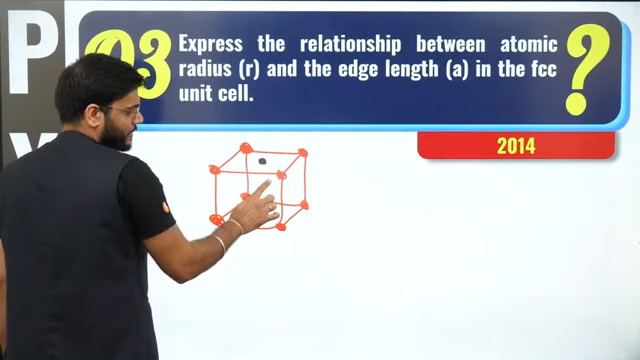 P
Q3
Express the relationship between atomic
radius (r) and the edge length (a) in the fcc
unit cell.
?
2014